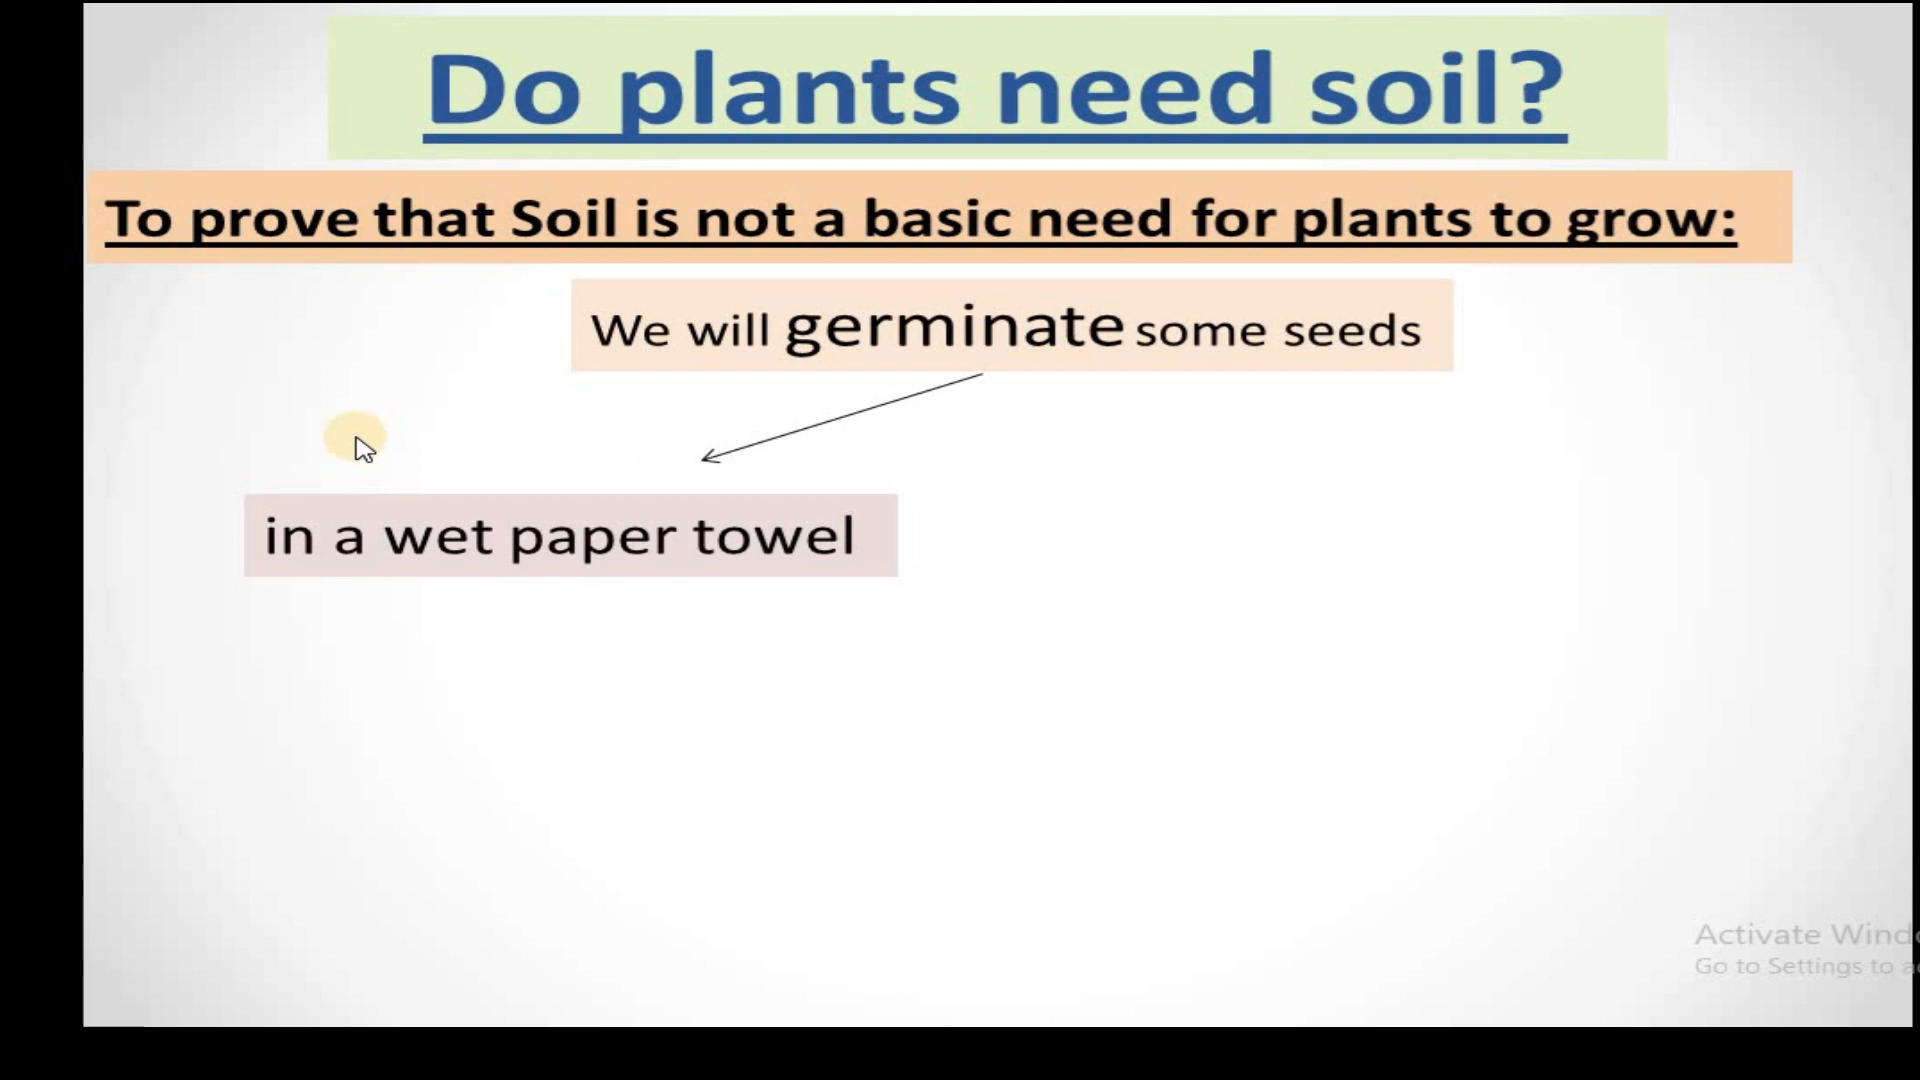 Do plants need soil?
To prove that Soil is not a basic need for plants to grow:
We will germinate some seeds
in a wet paper towel
Activate Windo
Go to Settings to a